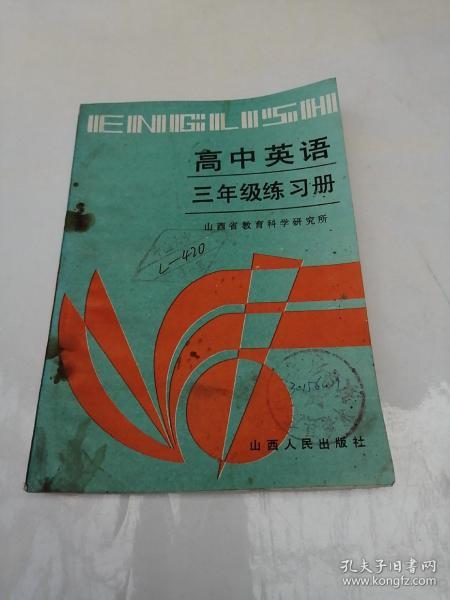 ENGLISH
高中英语
三年级练习册
山西省教育科学研究所
L-420
山西人民出版社
孔夫子旧书网
www.kongfz.com